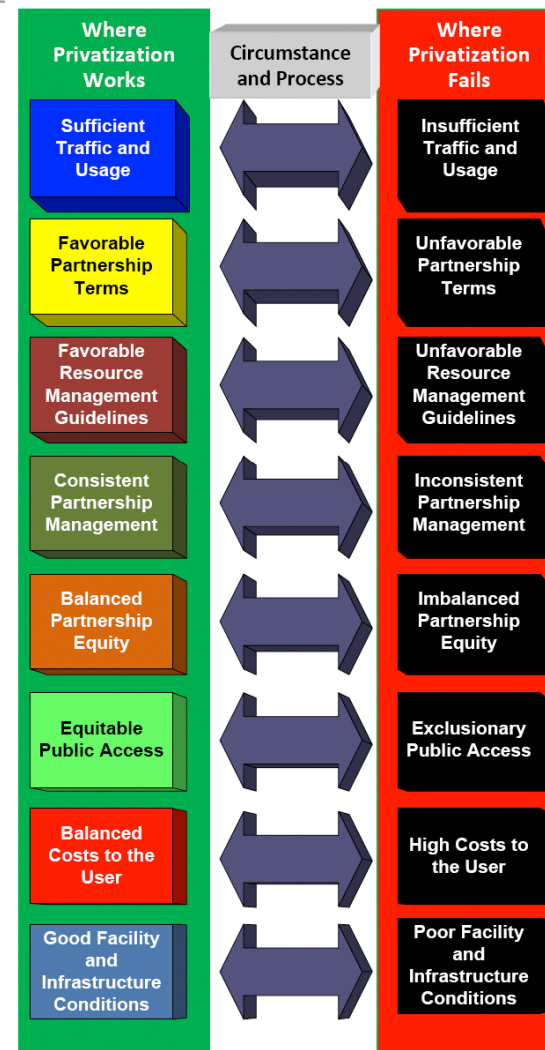 Where
Privatization
Works
Circumstance
and Process
Where
Privatization
Fails
Sufficient
Traffic and
Usage
Insufficient
Traffic and
Usage
Favorable
Partnership
Terms
Unfavorable
Partnership
Terms
Favorable
Resource
Management
Guidelines
Unfavorable
Resource
Management
Guidelines
Consistent
Partnership
Management
Inconsistent
Partnership
Management
Balanced
Partnership
Equity
Imbalanced
Partnership
Equity
Equitable
Public Access
Exclusionary
Public Access
Balanced
Costs to the
User
High Costs to
the User
Good Facility
and
Infrastructure
Conditions
Poor Facility
and
Infrastructure
Conditions